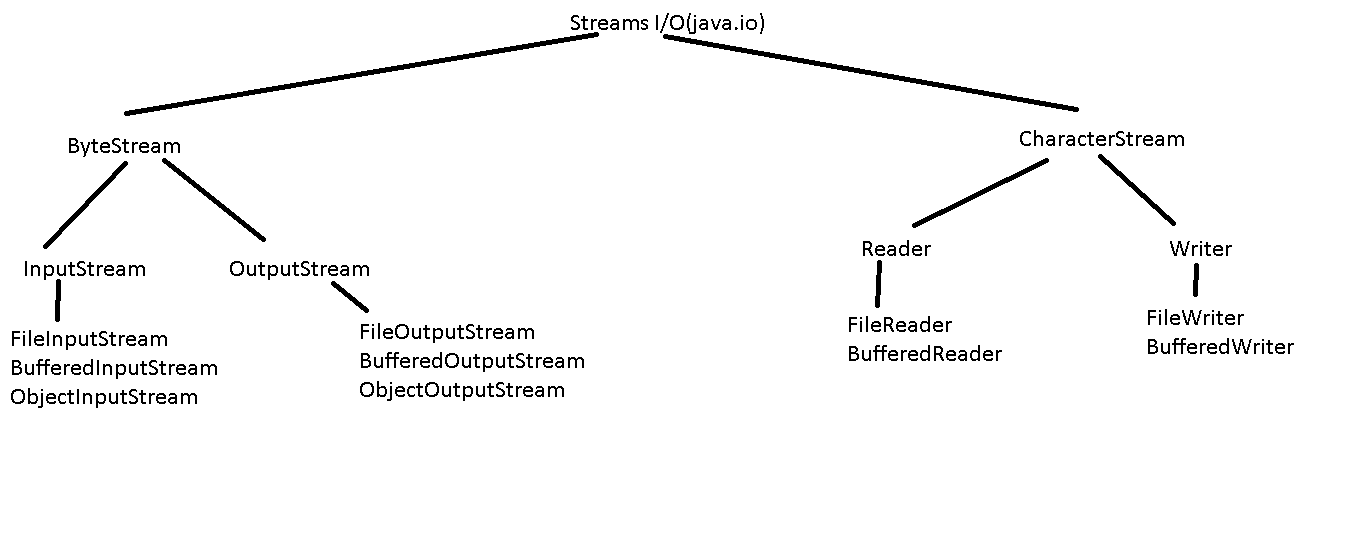 Streams I/O(java.io)
ByteStream
CharacterStream
InputStream
OutputStream
Reader
Writer
FileInputStream
BufferedInputStream
ObjectInputStream
FileOutputStream
BufferedOutputStream
ObjectOutputStream
FileReader
BufferedReader
FileWriter
BufferedWriter